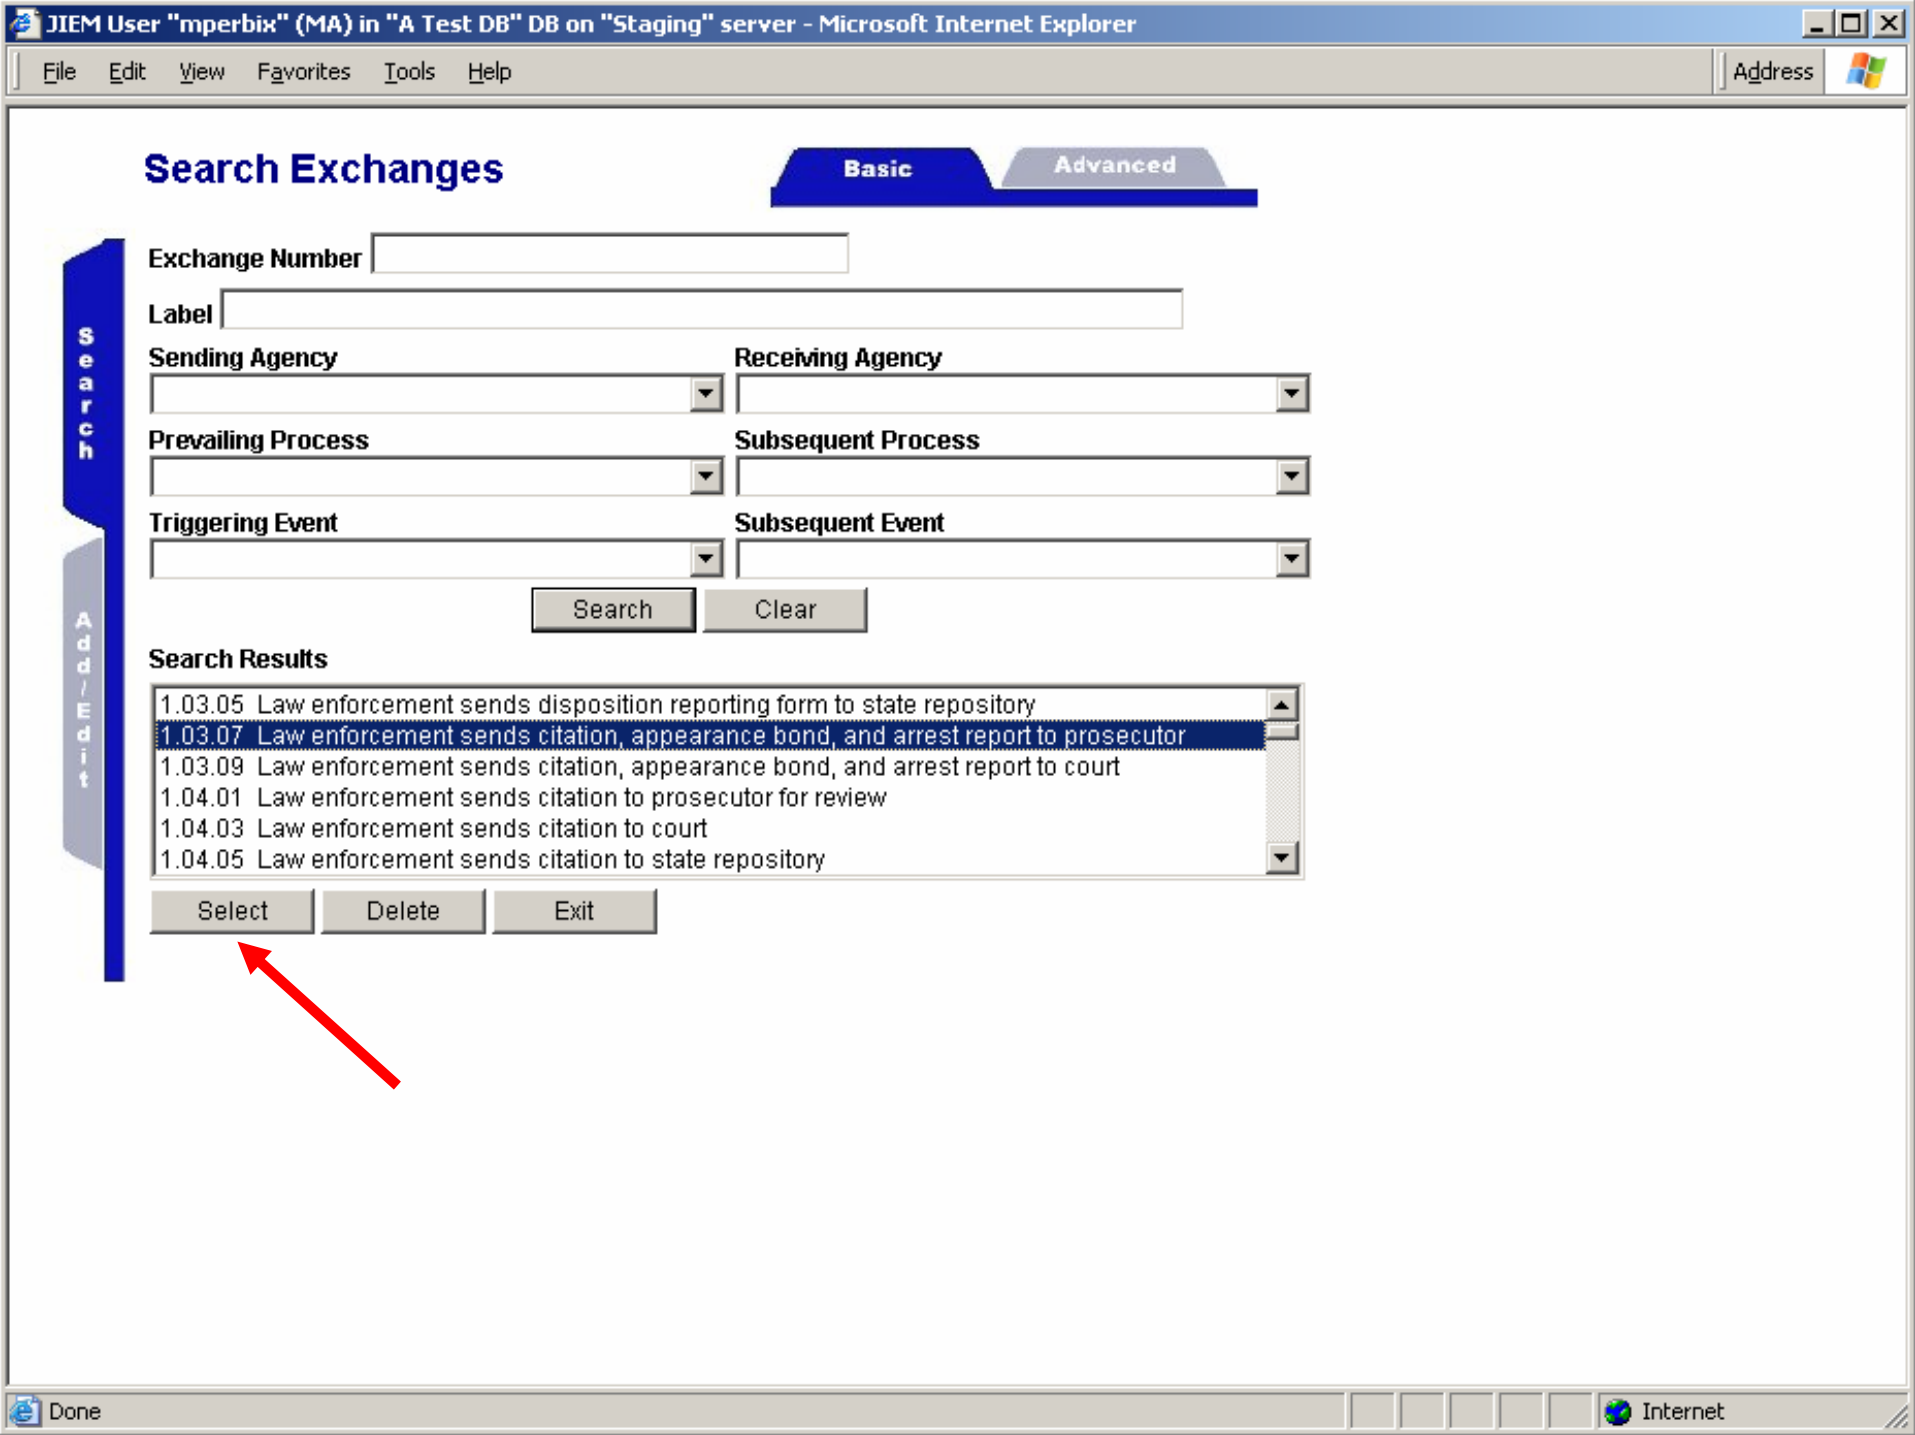 JIEM User "mperbix" (MA) in "A Test DB" DB on "Staging" server - Microsoft Internet Explorer
File Edit View Favorites Tools Help Address
Search Exchanges Basic Advanced
Exchange Number
Label
Search
Sending Agency Receiving Agency
Prevailing Process Subsequent Process
Triggering Event Subsequent Event
Search Clear
Add/Edit
Search Results
1.03.05 Law enforcement sends disposition reporting form to state repository
1.03.07 Law enforcement sends citation, appearance bond, and arrest report to prosecutor
1.03.09 Law enforcement sends citation, appearance bond, and arrest report to court
1.04.01 Law enforcement sends citation to prosecutor for review
1.04.03 Law enforcement sends citation to court
1.04.05 Law enforcement sends citation to state repository
Select Delete Exit
Done Internet